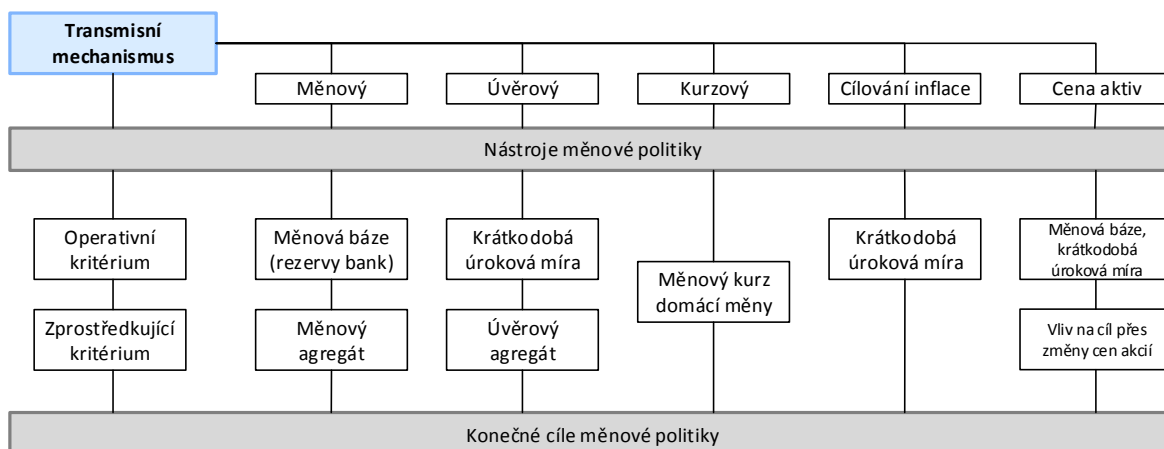 Transmisní
mechanismus
Měnový
Úvěrový
Kurzový
Cílování inflace
Cena aktiv
Nástroje měnové politiky
Operativní
kritérium
Měnová báze
(rezervy bank)
Krátkodobá
úroková míra
Měnový kurz
domácí měny
Krátkodobá
úroková míra
Měnová báze,
krátkodobá
úroková míra
Zprostředkující
kritérium
Měnový
agregát
Úvěrový
agregát
Vliv na cíl přes
změny cen akcií
Konečné cíle měnové politiky